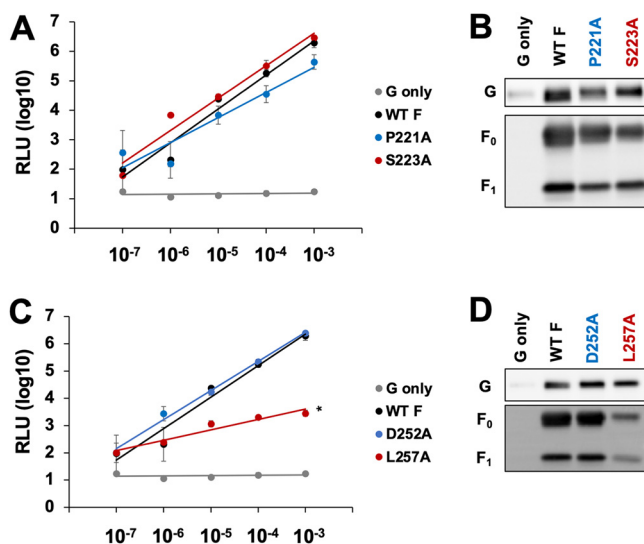 A
RLU (log10)
7
6
5
4
3
2
1
0
10-7 10-6 10-5 10-4 10-3
G only
WT F
P221A
S223A
B
G only
WT F
P221A
S223A
G
F0
F1
C
RLU (log10)
7
6
5
4
3
2
1
0
10-7 10-6 10-5 10-4 10-3
*
G only
WT F
D252A
L257A
D
G only
WT F
D252A
L257A
G
F0
F1